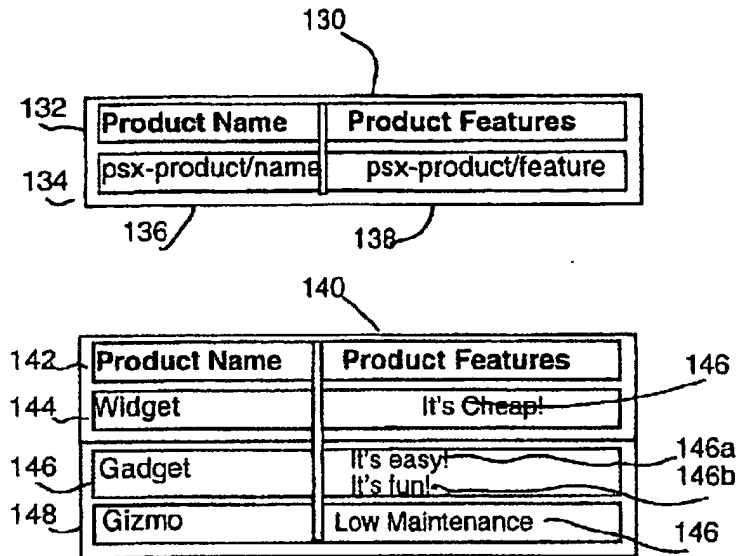 130
132
Product Name Product Features
psx-product/name psx-product/feature
134
136 138
140
142 Product Name Product Features 146
144 Widget It's Cheap!
146 Gadget It's easy! 146a
It's fun! 146b
148 Gizmo Low Maintenance 146